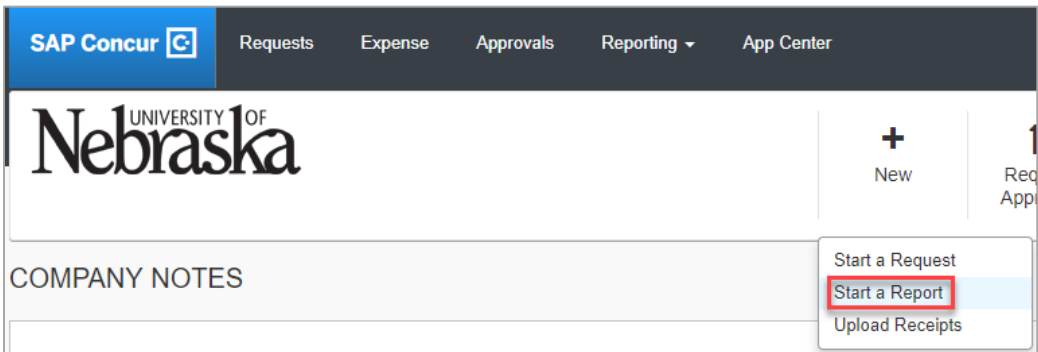 SAP Concur C Requests Expense Approvals Reporting App Center
UNIVERSITY OF
Nebraska
+
New
Start a Request
COMPANY NOTES
Start a Report
Upload Receipts